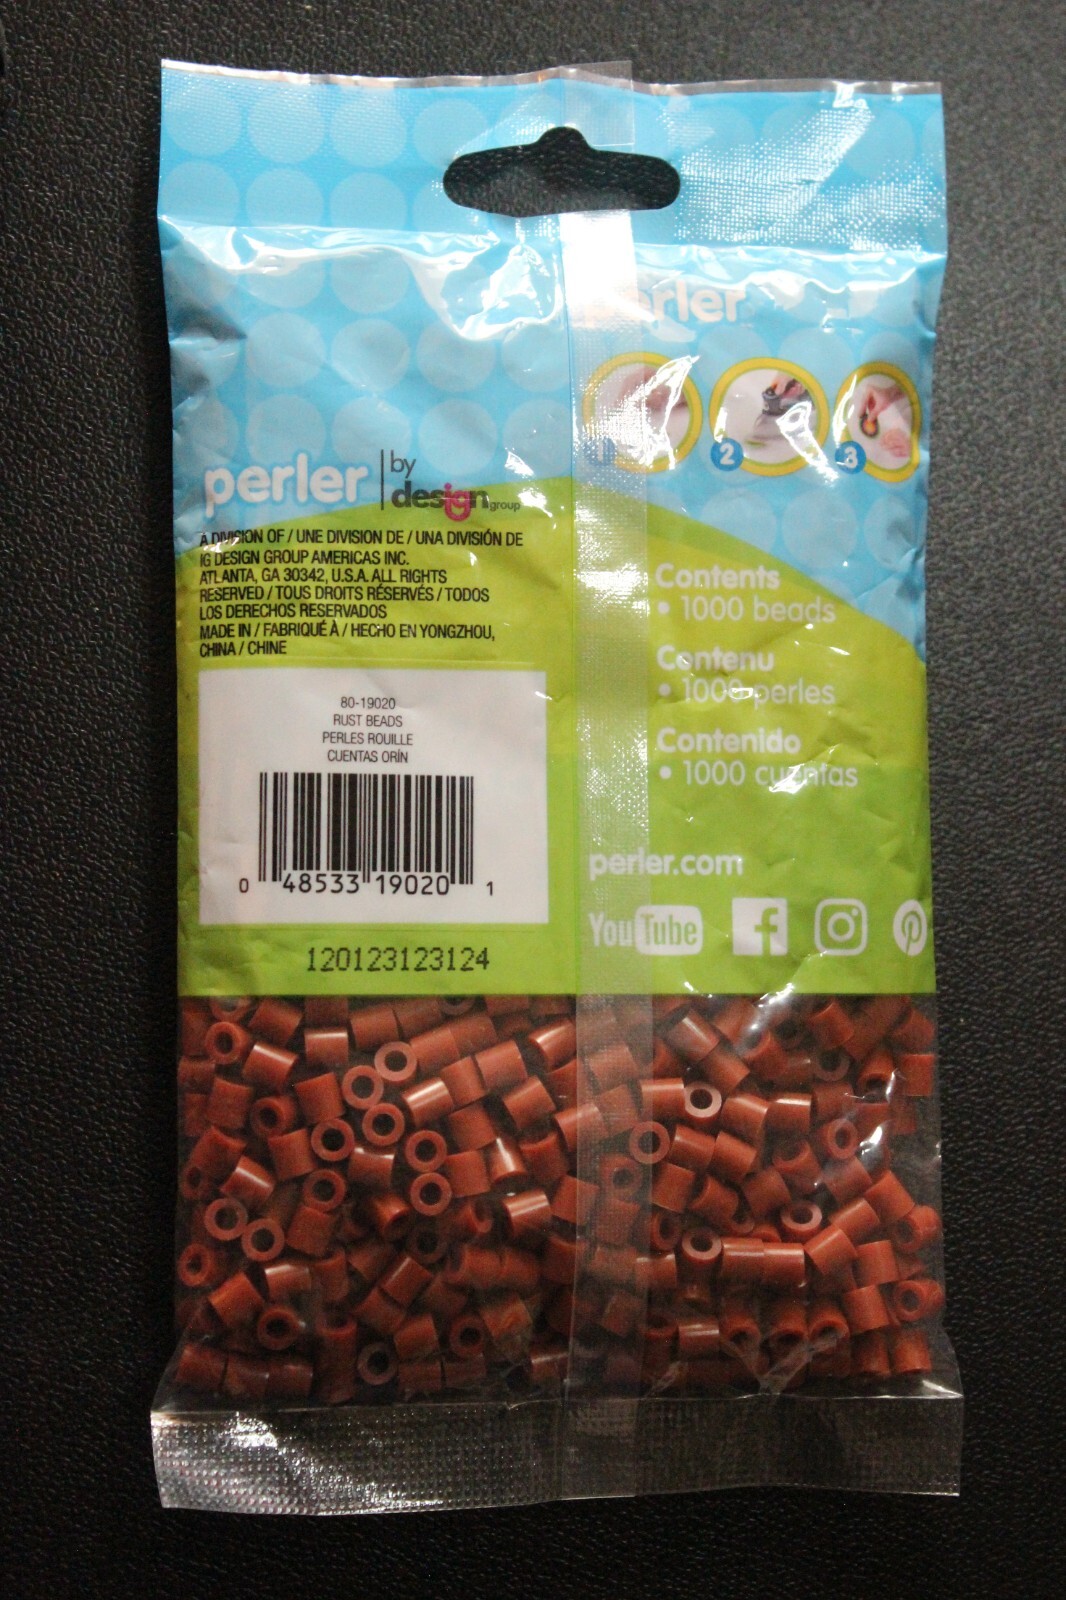 perler
1
2
3
perler | by
design group
A DIVISION OF / UNE DIVISION DE / UNA DIVISIÓN DE
IG DESIGN GROUP AMERICAS INC.
ATLANTA, GA 30342, U.S.A. ALL RIGHTS
RESERVED / TOUS DROITS RÉSERVÉS / TODOS
LOS DERECHOS RESERVADOS
MADE IN / FABRIQUÉ À / HECHO EN YONGZHOU,
CHINA / CHINE
80-19020
RUST BEADS
PERLES ROUILLE
CUENTAS ORÍN
0 48533 19020 1
120123123124
Contents
• 1000 beads
Contenu
• 1000 perles
Contenido
• 1000 cuentas
perler.com
YouTube